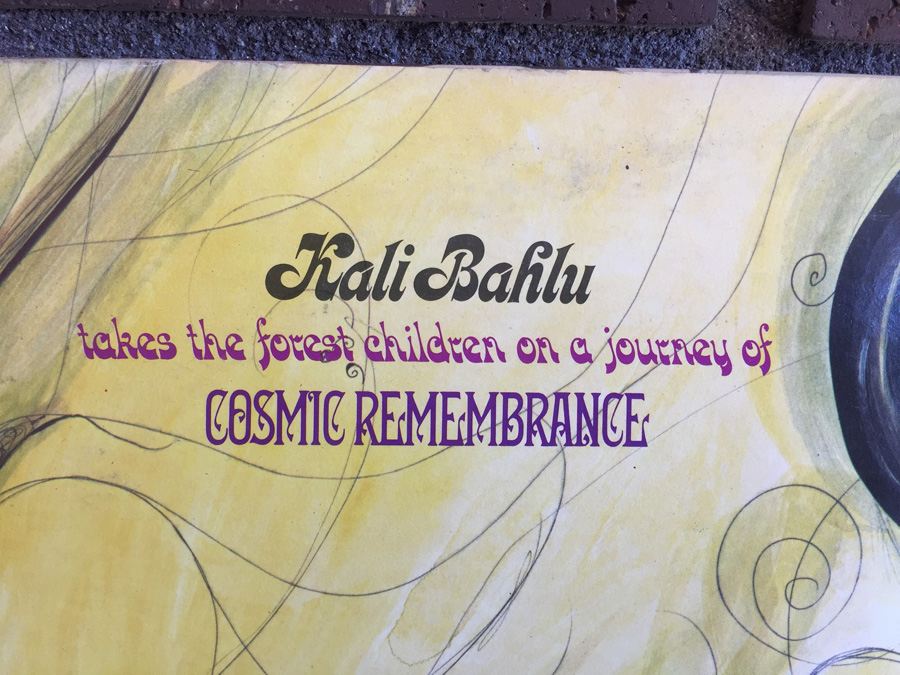 Kali Bahlu
takes the forest children on a journey of
COSMIC REMEMBRANCE